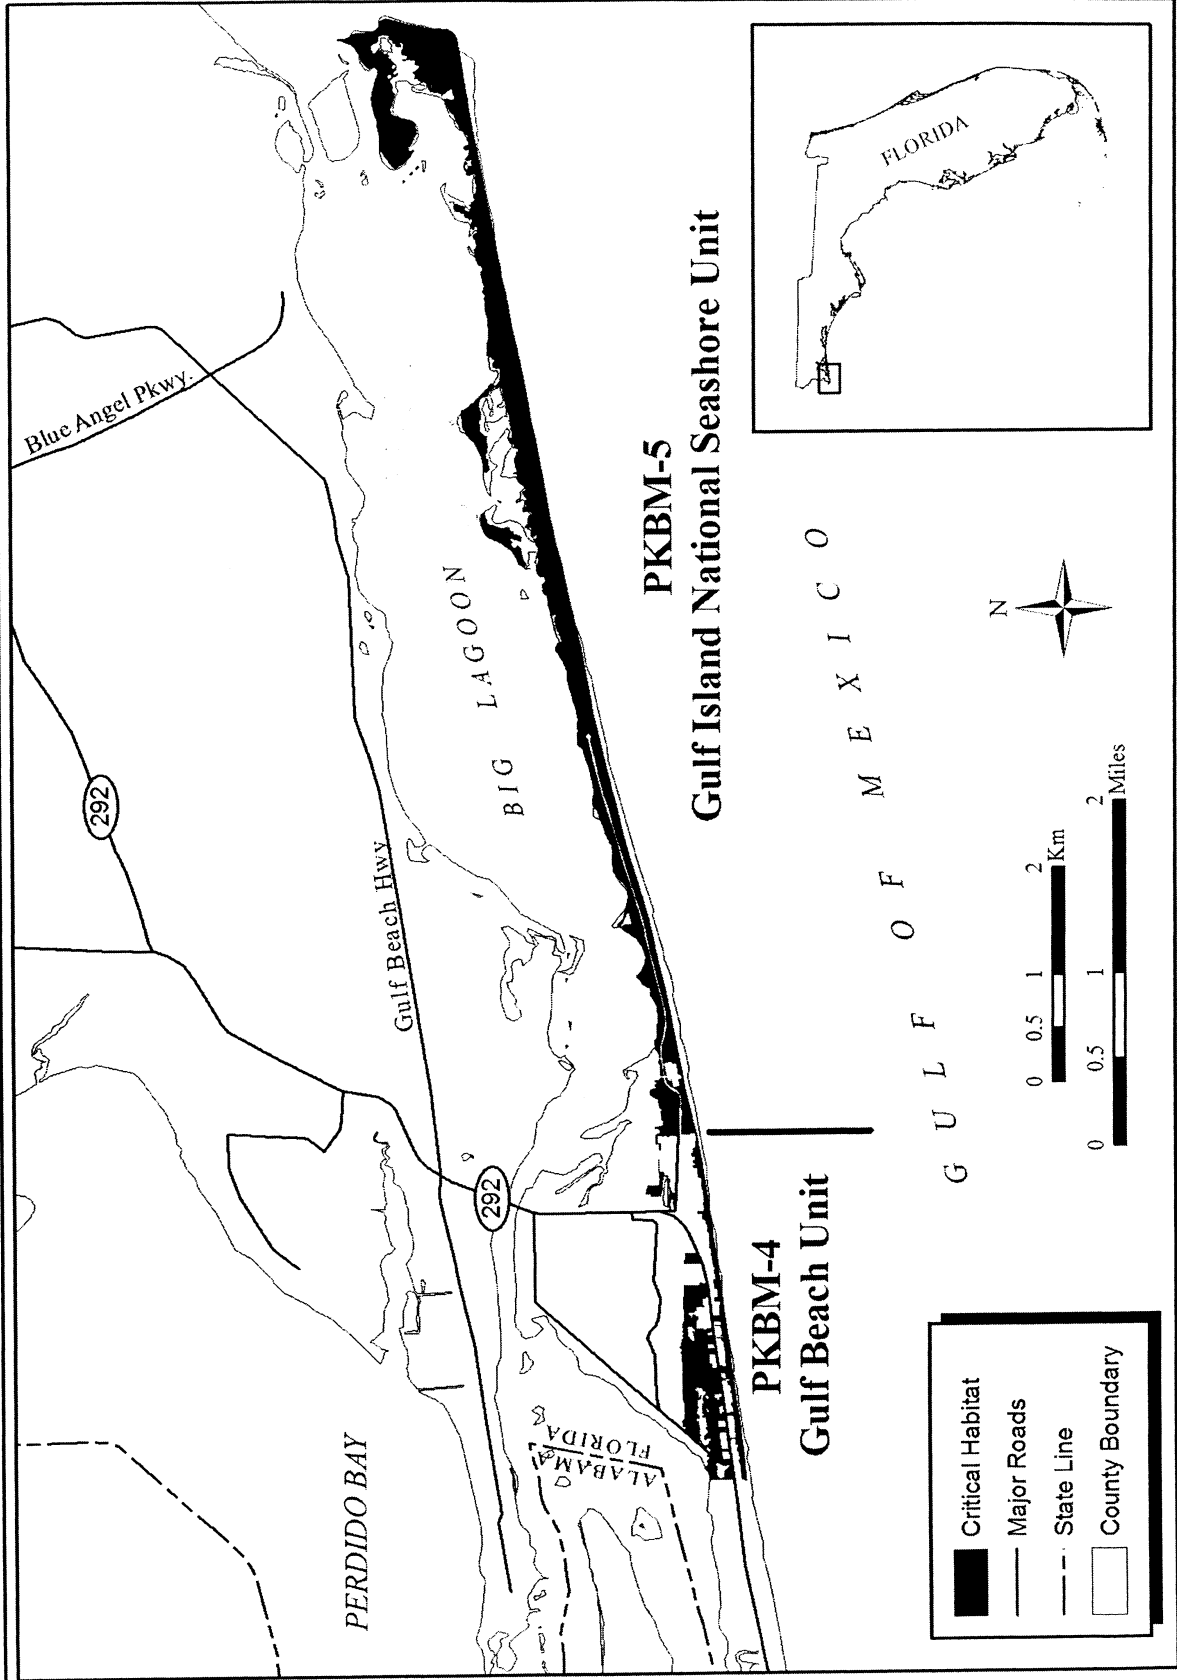 Blue Angel Pkwy.
292
Gulf Beach Hwy
BIG LAGOON
292
PERDIDO BAY
ALABAMA
FLORIDA
PKBM-5
Gulf Island National Seashore Unit
PKBM-4
Gulf Beach Unit
GULF OF MEXICO
FLORIDA
N
Critical Habitat
Major Roads
State Line
County Boundary
0 0.5 1 2
Km
0 0.5 1 2
Miles